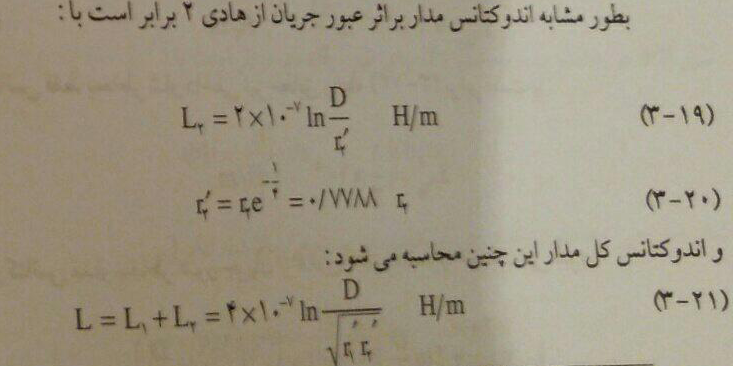 بطور مشابه اندوکتانس مدار براثر عبور جریان از هادی ۲ برابر است با:
L₂ = ۲×۱۰⁻⁷ ln D/r₂′ H/m (۳-۱۹)
r₂′ = r₂e^(-۱/۴) = ۰/۷۷۸۸ r₂ (۳-۲۰)
و اندوکتانس کل مدار این چنین محاسبه می شود:
L = L₁ + L₂ = ۴×۱۰⁻⁷ ln D/√(r₁′ r₂′) H/m (۳-۲۱)